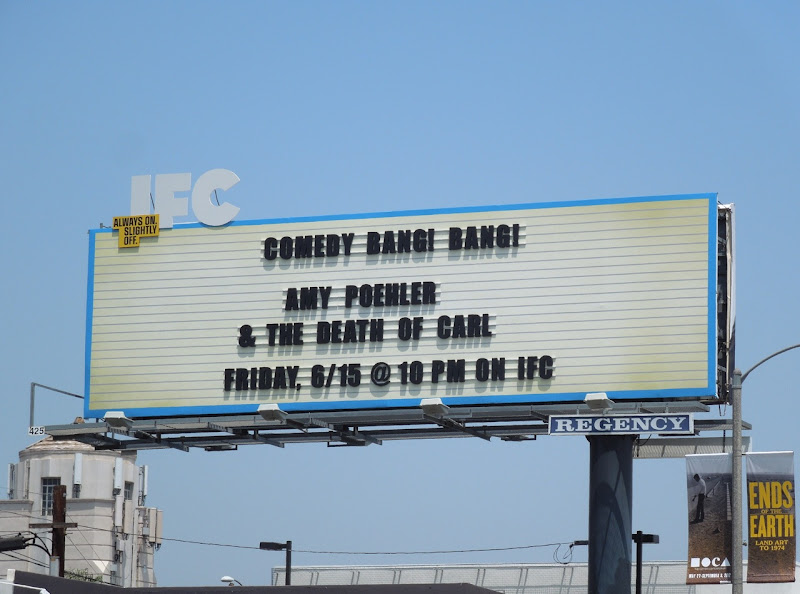 IFC
ALWAYS ON.
SLIGHTLY
OFF.
COMEDY BANG! BANG!
AMY POEHLER
& THE DEATH OF CARL
FRIDAY, 6/15 @ 10 PM ON IFC
425
REGENCY
ENDS
OF THE
EARTH
LAND ART
TO 1974
MOCA